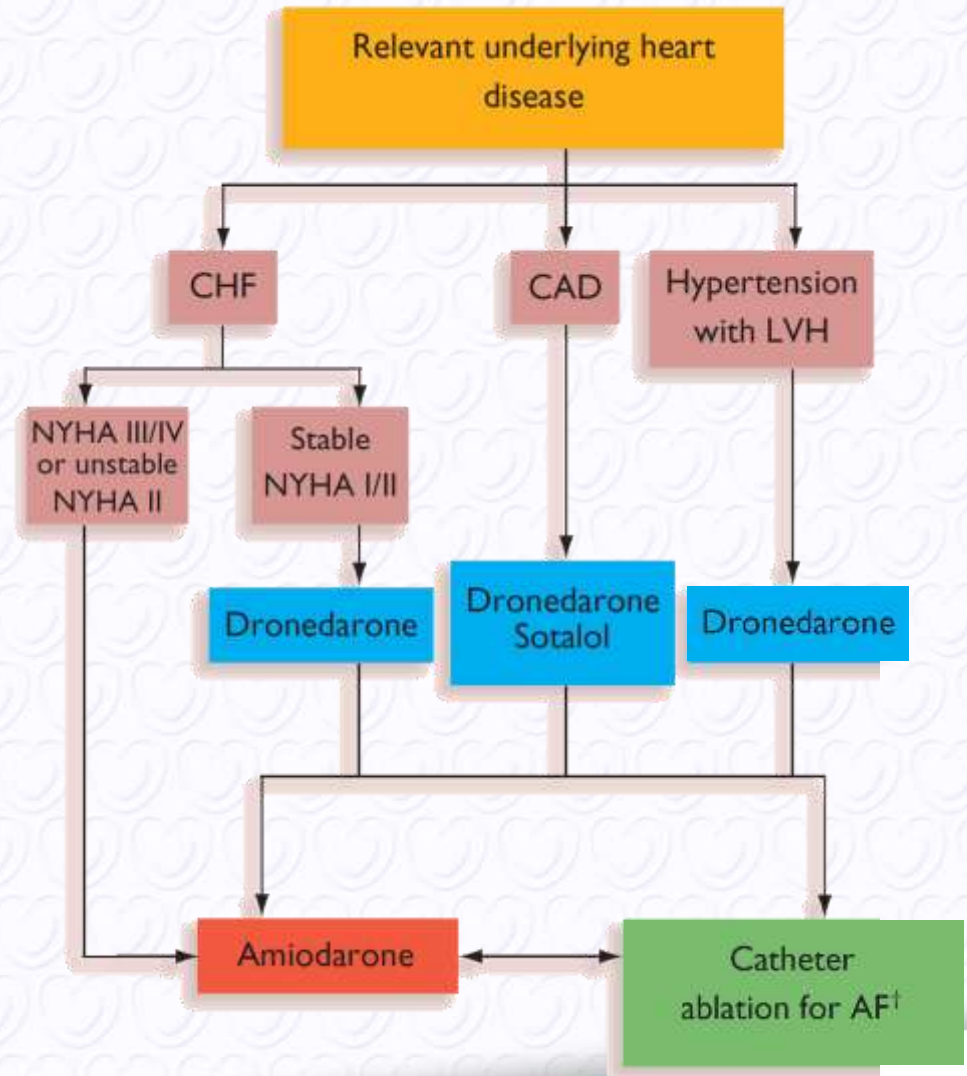 Relevant underlying heart
disease
CHF
CAD
Hypertension
with LVH
NYHA III/IV
or unstable
NYHA II
Stable
NYHA I/II
Dronedarone
Dronedarone
Sotalol
Dronedarone
Amiodarone
Catheter
ablation for AF†